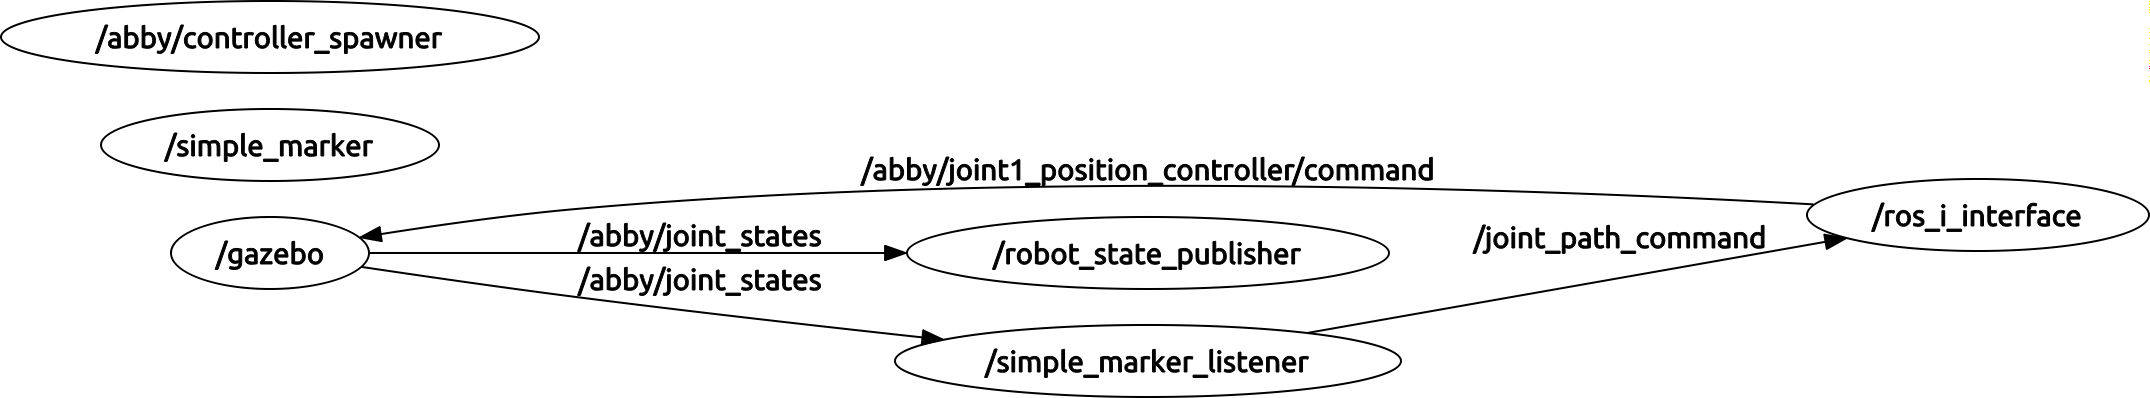 /abby/controller_spawner
/simple_marker
/abby/joint1_position_controller/command
/ros_i_interface
/abby/joint_states
/joint_path_command
/gazebo
/robot_state_publisher
/abby/joint_states
/simple_marker_listener